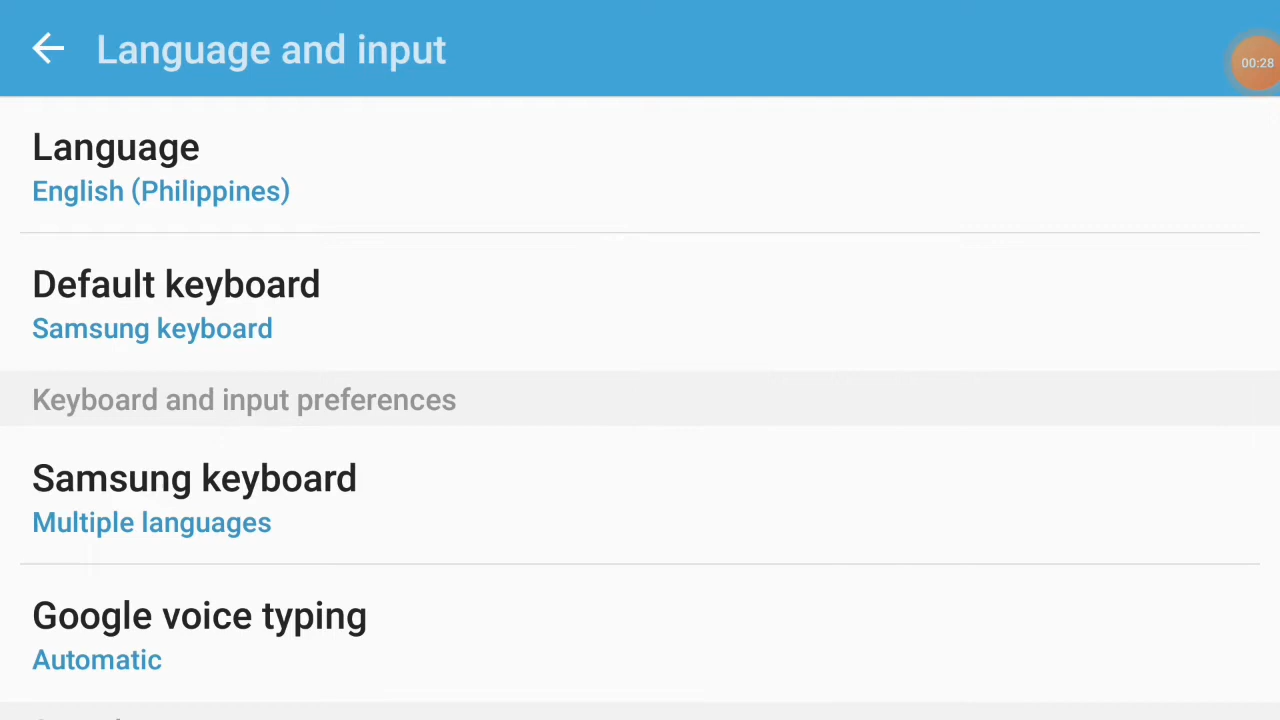 Language and input
00:28
Language
English (Philippines)
Default keyboard
Samsung keyboard
Keyboard and input preferences
Samsung keyboard
Multiple languages
Google voice typing
Automatic